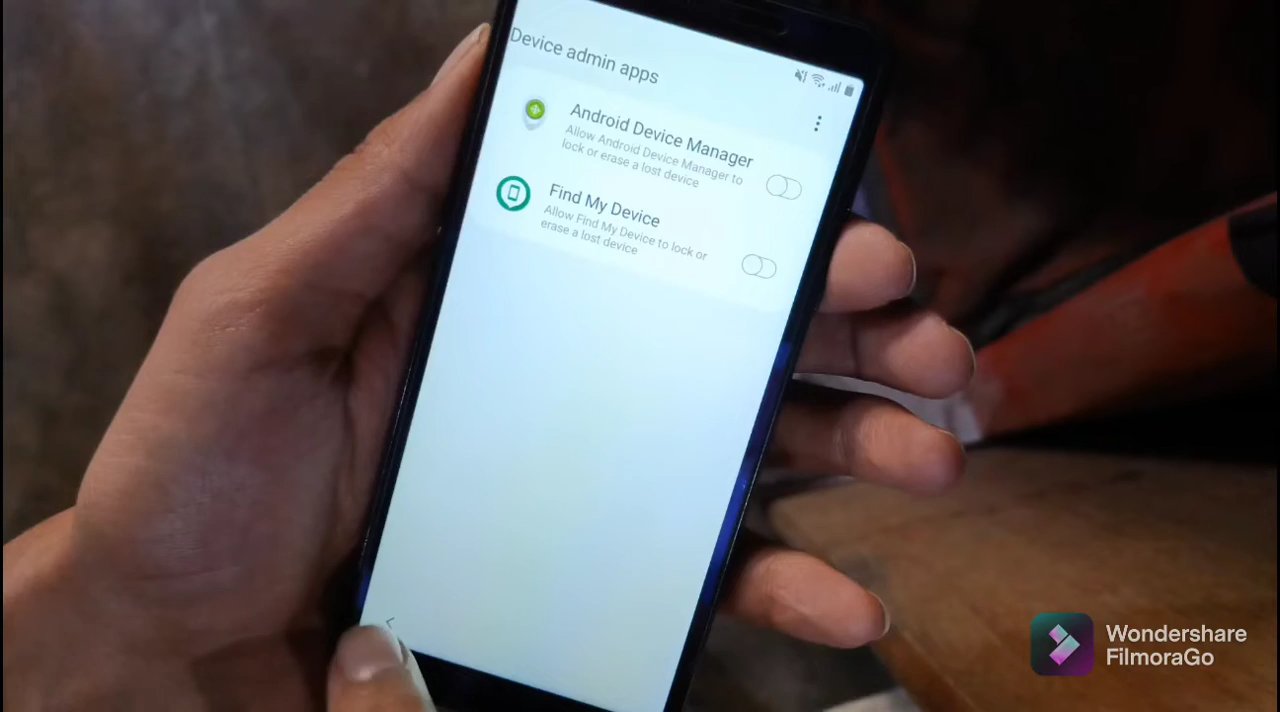 Device admin apps
Android Device Manager
Allow Android Device Manager to
lock or erase a lost device
Find My Device
Allow Find My Device to lock or
erase a lost device
Wondershare
FilmoraGo